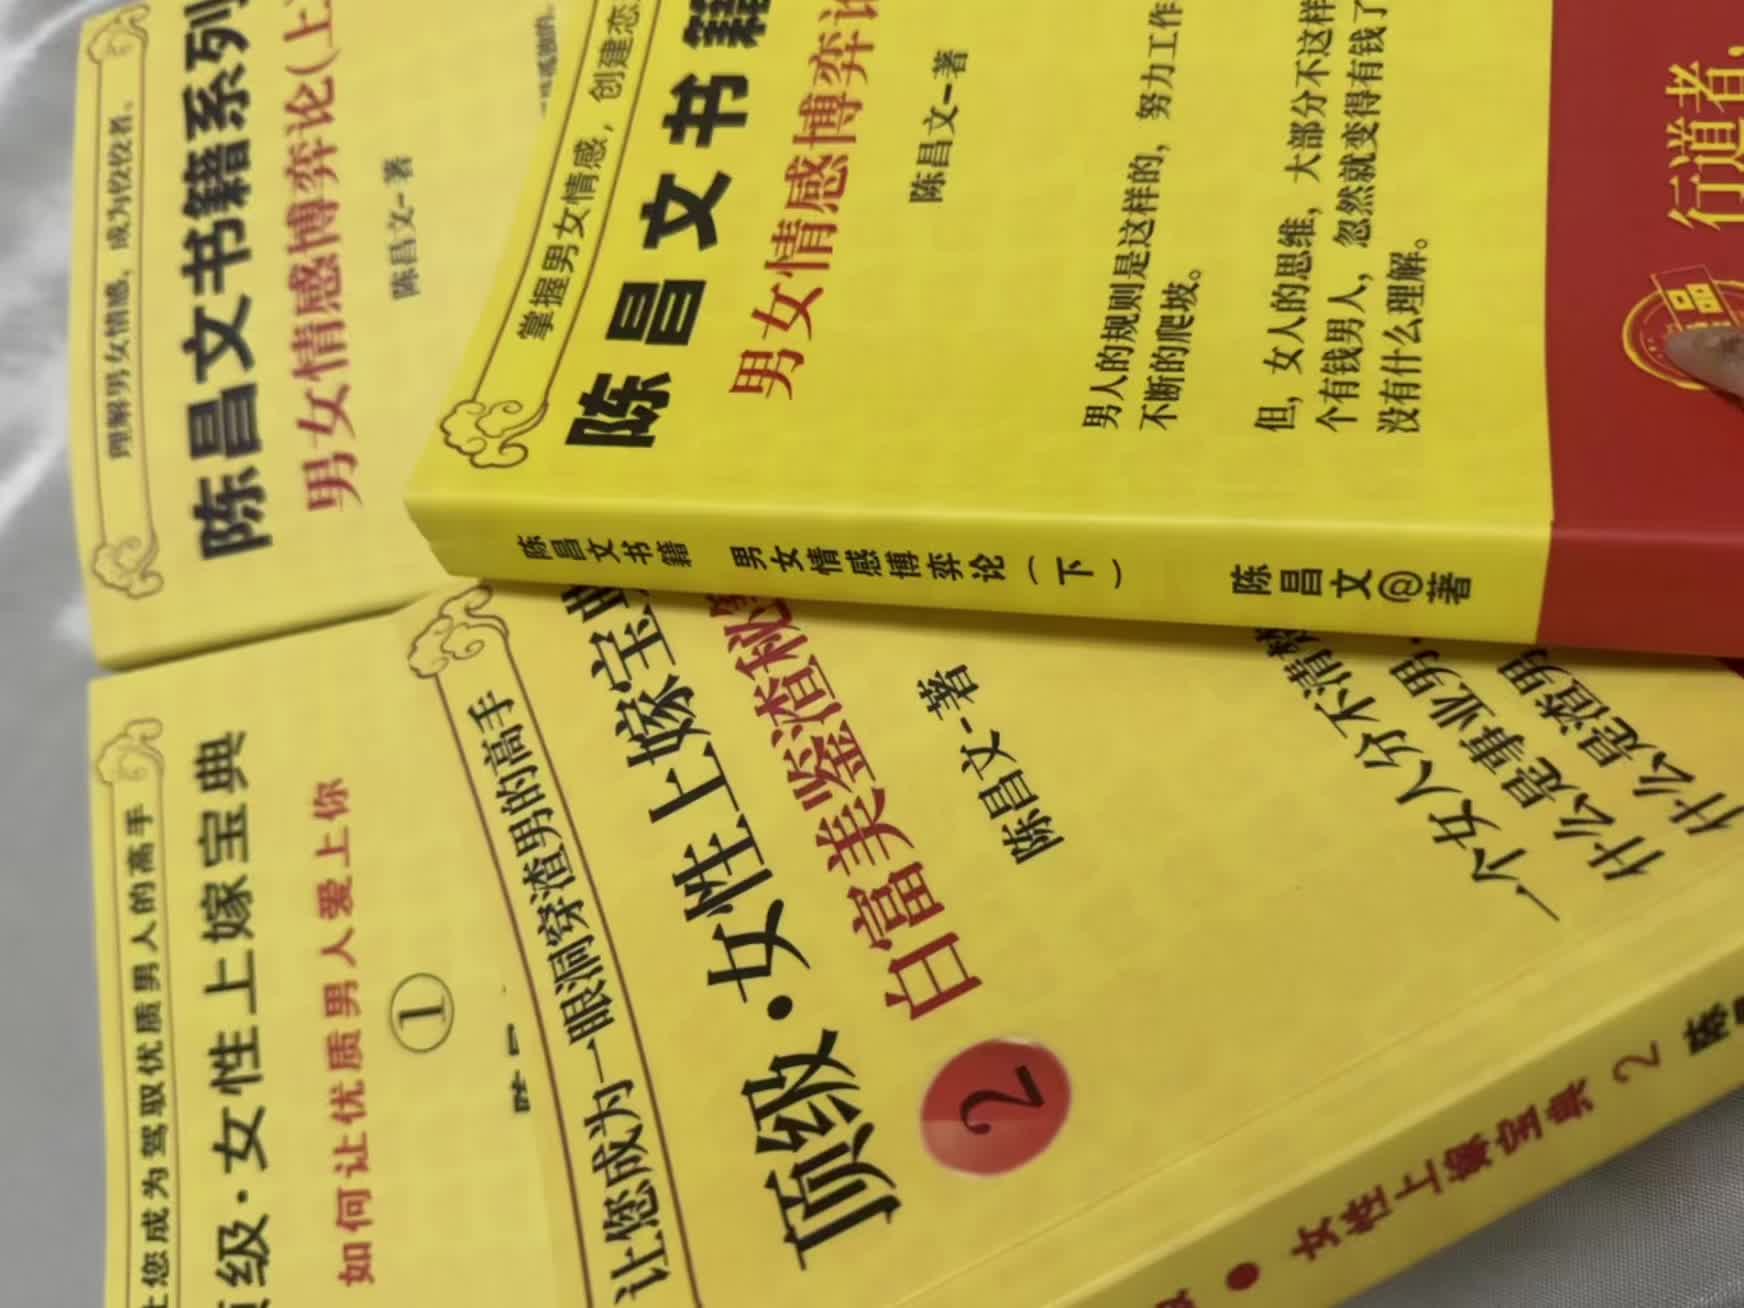 理解男女情感，成为佼佼者。
陈昌文书籍系列
男女情感博弈论(上
陈昌文-著
掌握男女情感，创建恋
陈昌文书籍
男女情感博弈论
陈昌文-著
男人的规则是这样的，努力工作
不断的爬坡。
但，女人的思维，大部分不这样
个有钱男人，忽然就变得有钱了
没有什么理解。
行道者，
陈昌文书籍 男女情感博弈论(下) 陈昌文@著
您成为驾驭优质男人的高手
级·女性上嫁宝典
如何让优质男人爱上你
①
让您成为一眼洞穿渣男的高手
顶级·女性上嫁宝典
白富美鉴渣秘
2
陈昌文-著
一个女人分不清楚
什么是事业男
什么是渣男
● 女性上嫁宝典 2 陈